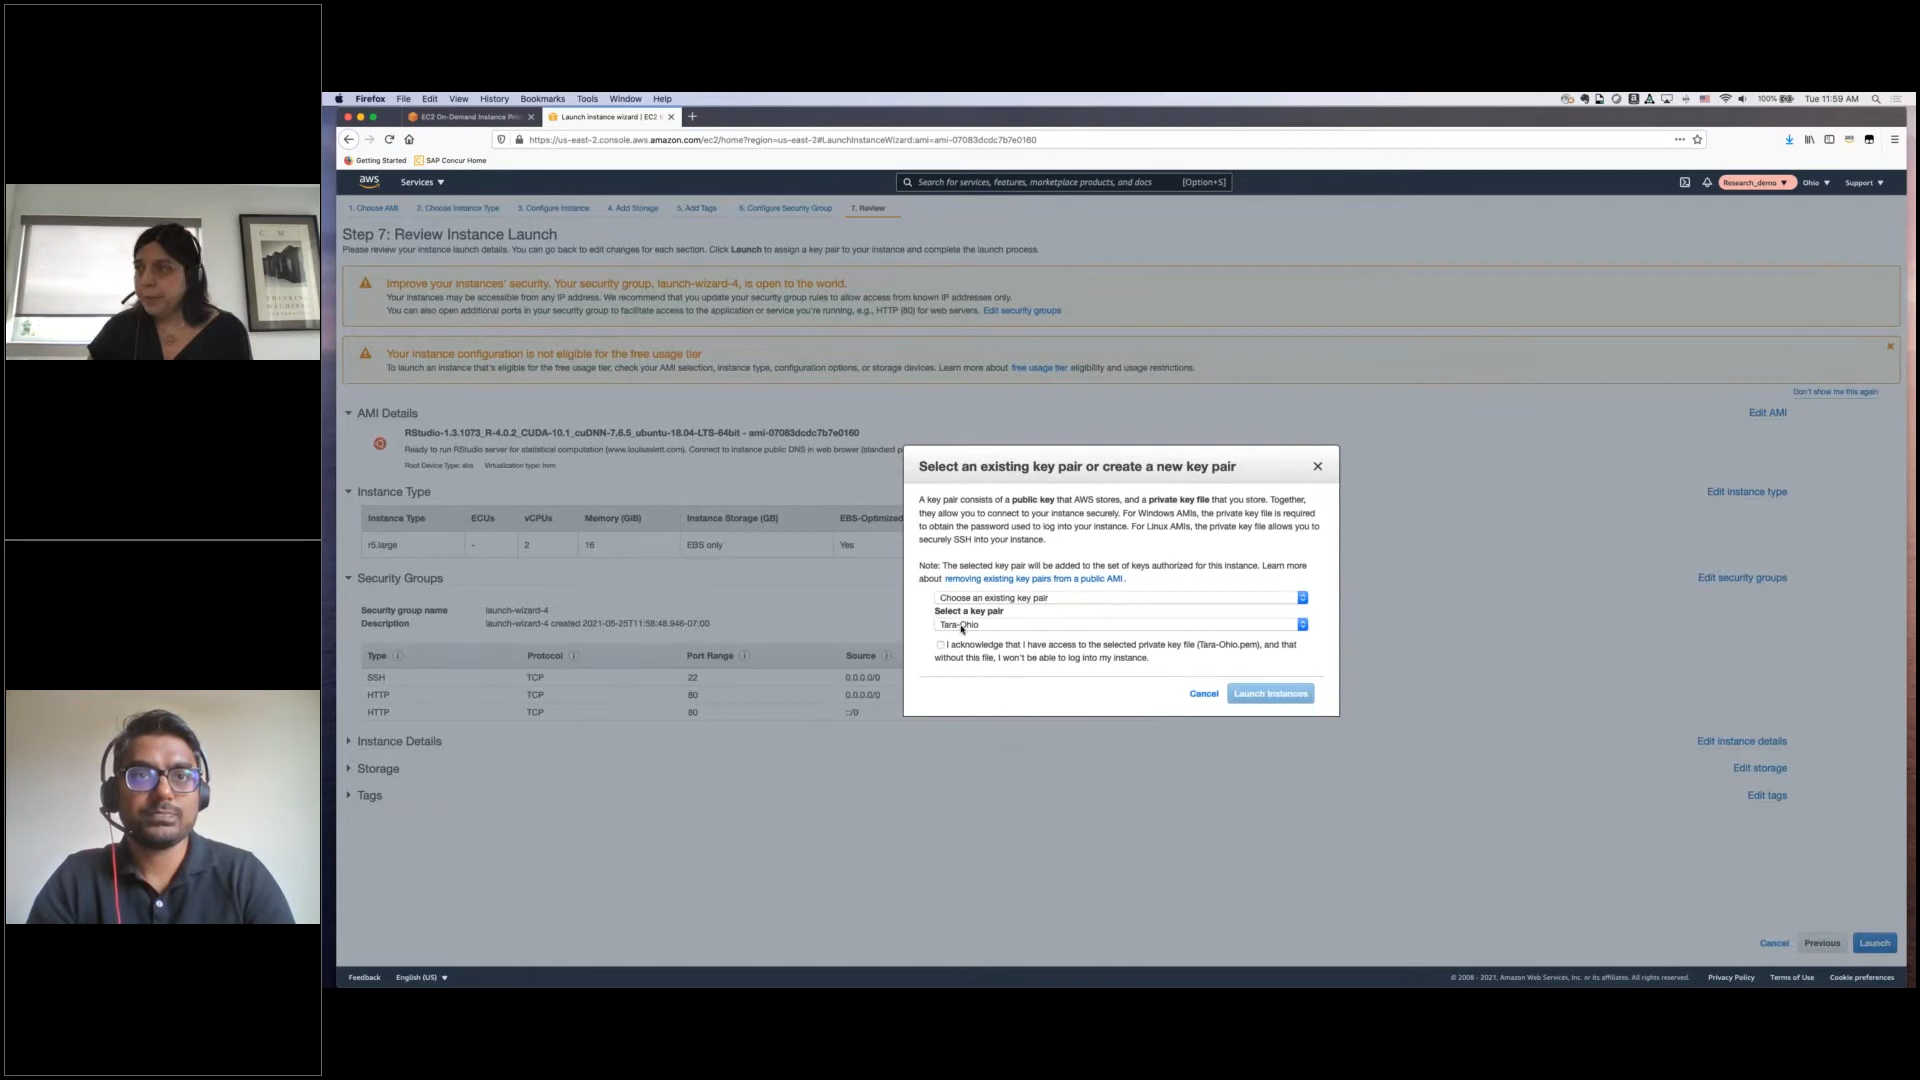 C M
THINKING
MACHINES
Firefox File Edit View History Bookmarks Tools Window Help
100% Tue 11:59 AM
EC2 On-Demand Instance Pric
Launch instance wizard | EC2
https://us-east-2.console.aws.amazon.com/ec2/home?region=us-east-2#LaunchInstanceWizard:ami=ami-07083dcdc7b7e0160
Getting Started SAP Concur Home
aws Services Search for services, features, marketplace products, and docs [Option+S] Research_demo Ohio Support
1. Choose AMI 2. Choose Instance Type 3. Configure Instance 4. Add Storage 5. Add Tags 6. Configure Security Group 7. Review
Step 7: Review Instance Launch
Please review your instance launch details. You can go back to edit changes for each section. Click Launch to assign a key pair to your instance and complete the launch process.
Improve your instances' security. Your security group, launch-wizard-4, is open to the world.
Your instances may be accessible from any IP address. We recommend that you update your security group rules to allow access from known IP addresses only.
You can also open additional ports in your security group to facilitate access to the application or service you're running, e.g., HTTP (80) for web servers. Edit security groups
Your instance configuration is not eligible for the free usage tier
To launch an instance that's eligible for the free usage tier, check your AMI selection, instance type, configuration options, or storage devices. Learn more about free usage tier eligibility and usage restrictions.
Don't show me this again
AMI Details Edit AMI
RStudio-1.3.1073_R-4.0.2_CUDA-10.1_cuDNN-7.6.5_ubuntu-18.04-LTS-64bit - ami-07083dcdc7b7e0160
Ready to run RStudio server for statistical computation (www.louisaslett.com). Connect to instance public DNS in web brower (standard p
Root Device Type: ebs Virtualization type: hvm
Instance Type Edit instance type
Instance Type ECUs vCPUs Memory (GiB) Instance Storage (GB) EBS-Optimized
r5.large - 2 16 EBS only Yes
Security Groups Edit security groups
Security group name launch-wizard-4
Description launch-wizard-4 created 2021-05-25T11:58:48.946-07:00
Type Protocol Port Range Source
SSH TCP 22 0.0.0.0/0
HTTP TCP 80 0.0.0.0/0
HTTP TCP 80 ::/0
Instance Details Edit instance details
Storage Edit storage
Tags Edit tags
Select an existing key pair or create a new key pair
A key pair consists of a public key that AWS stores, and a private key file that you store. Together,
they allow you to connect to your instance securely. For Windows AMIs, the private key file is required
to obtain the password used to log into your instance. For Linux AMIs, the private key file allows you to
securely SSH into your instance.
Note: The selected key pair will be added to the set of keys authorized for this instance. Learn more
about removing existing key pairs from a public AMI.
Choose an existing key pair
Select a key pair
Tara-Ohio
I acknowledge that I have access to the selected private key file (Tara-Ohio.pem), and that
without this file, I won't be able to log into my instance.
Cancel Launch Instances
Cancel Previous Launch
Feedback English (US) © 2008 - 2021, Amazon Web Services, Inc. or its affiliates. All rights reserved. Privacy Policy Terms of Use Cookie preferences